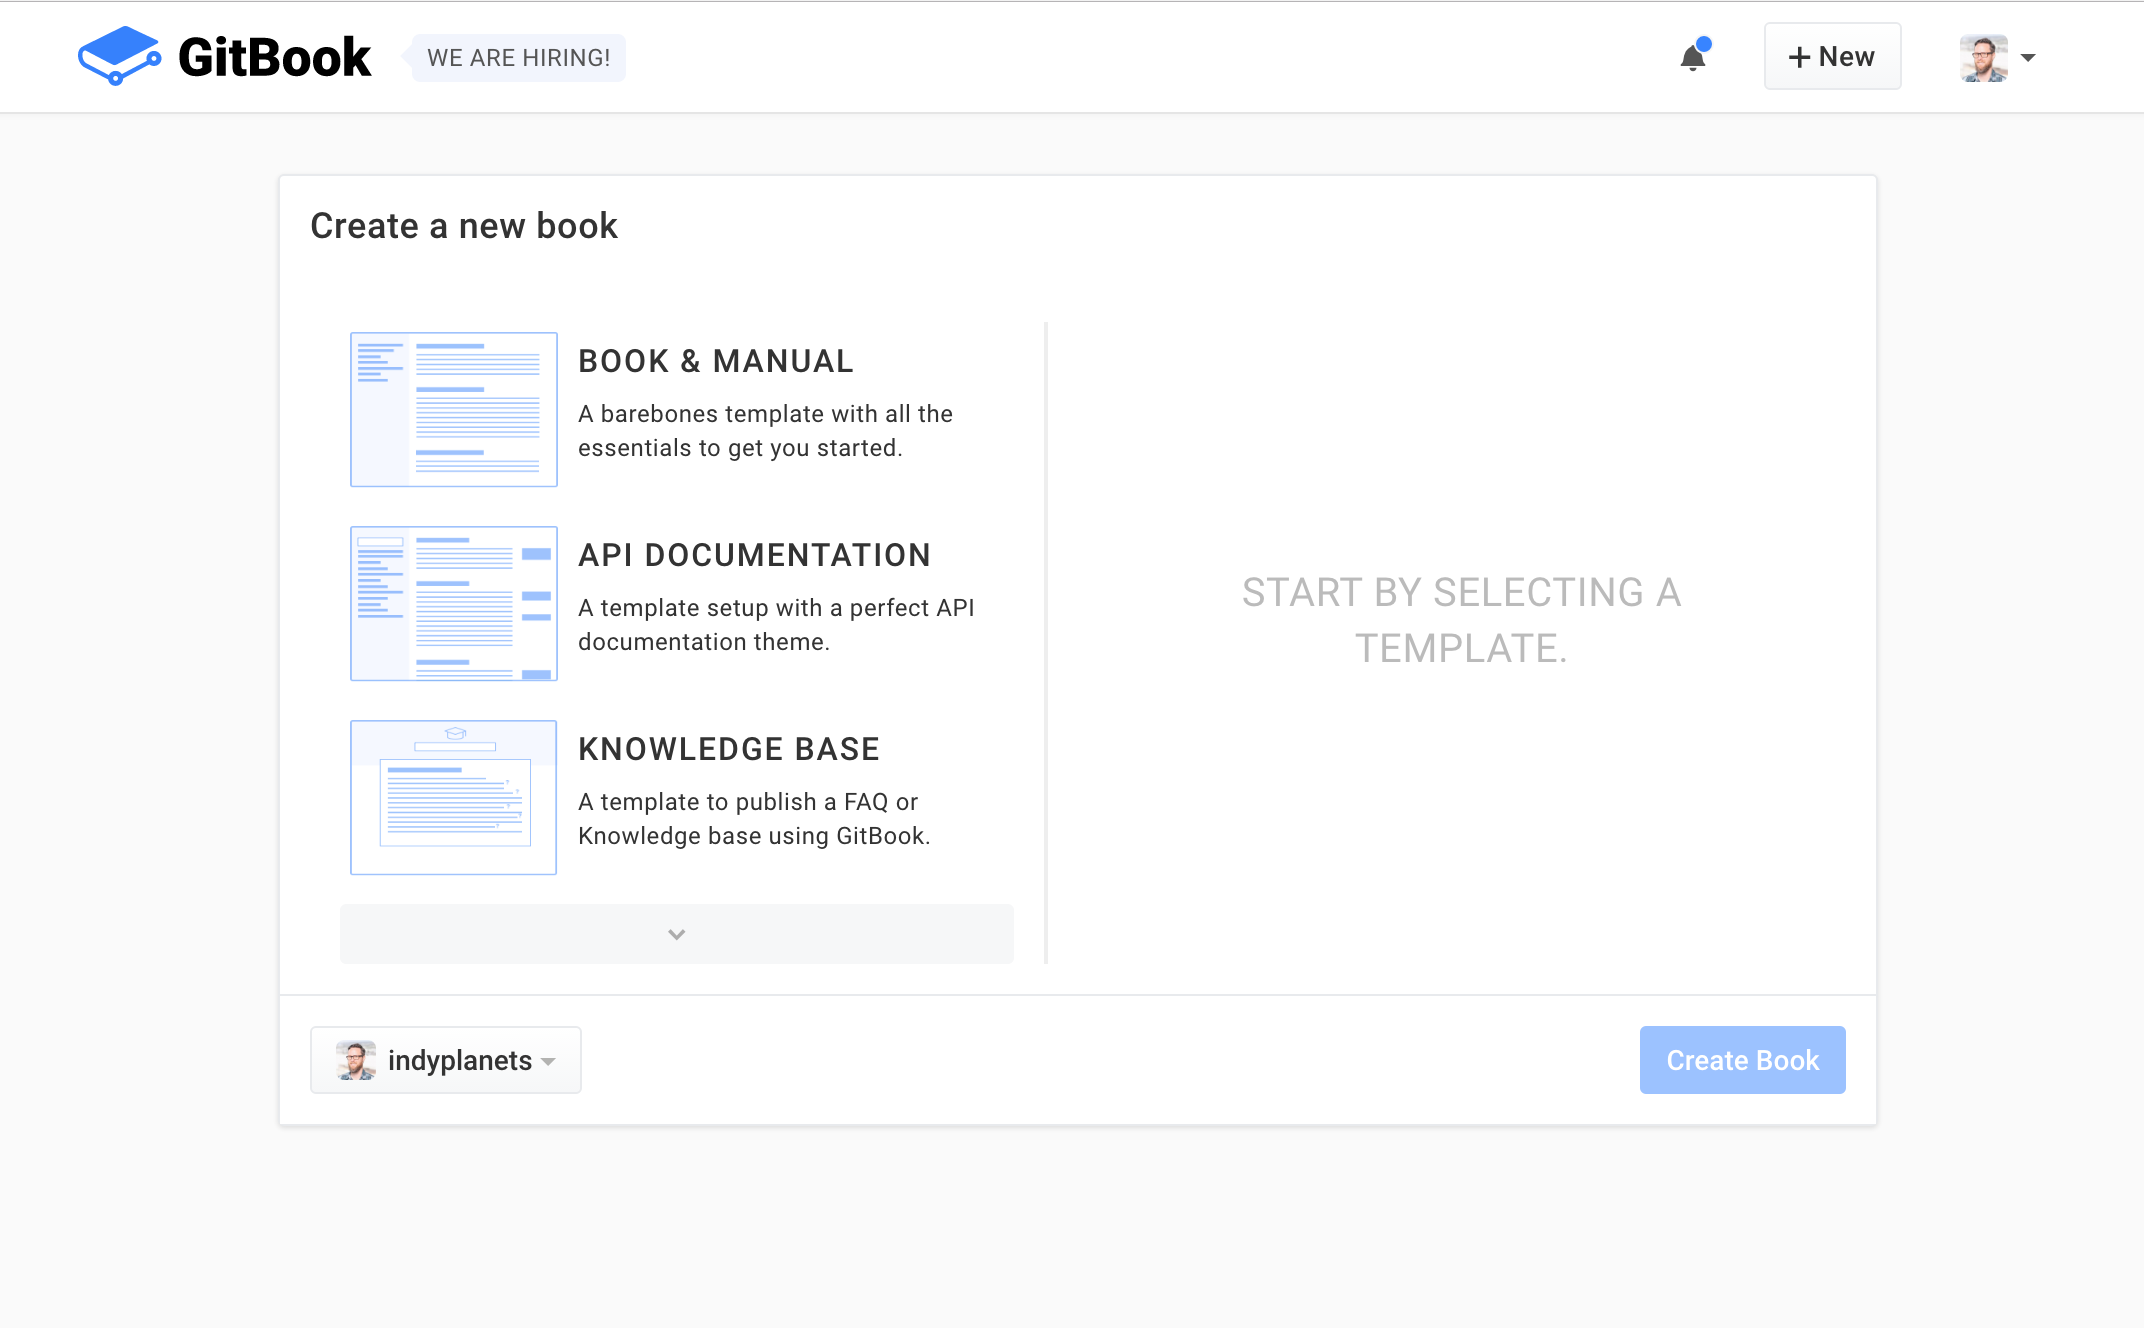 GitBook
WE ARE HIRING!
+ New
Create a new book
BOOK & MANUAL
A barebones template with all the
essentials to get you started.
API DOCUMENTATION
A template setup with a perfect API
documentation theme.
KNOWLEDGE BASE
A template to publish a FAQ or
Knowledge base using GitBook.
START BY SELECTING A
TEMPLATE.
indyplanets
Create Book